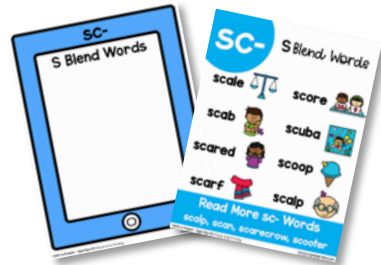 sc-
S Blend Words
sc-
S Blend Words
scale
score
scab
scuba
scared
scoop
scarf
scalp
Read More sc- Words
scalp, scan, scarecrow, scooter